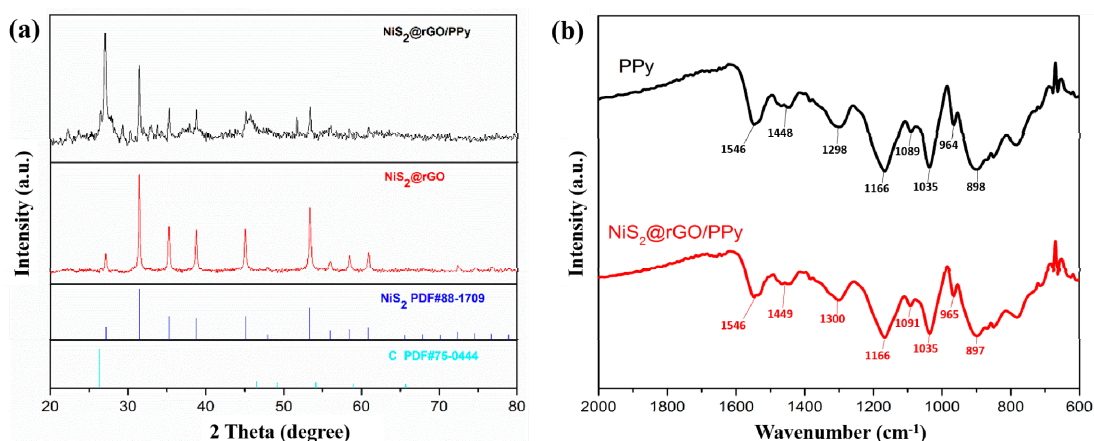 (a)
NiS2@rGO/PPy
NiS2@rGO
NiS2 PDF#88-1709
C PDF#75-0444
Intensity (a.u.)
20 30 40 50 60 70 80
2 Theta (degree)
(b)
PPy
1546 1448 1298 1166 1089 1035 964 898
NiS2@rGO/PPy
1546 1449 1300 1166 1091 1035 965 897
Intensity (a.u.)
2000 1800 1600 1400 1200 1000 800 600
Wavenumber (cm-1)